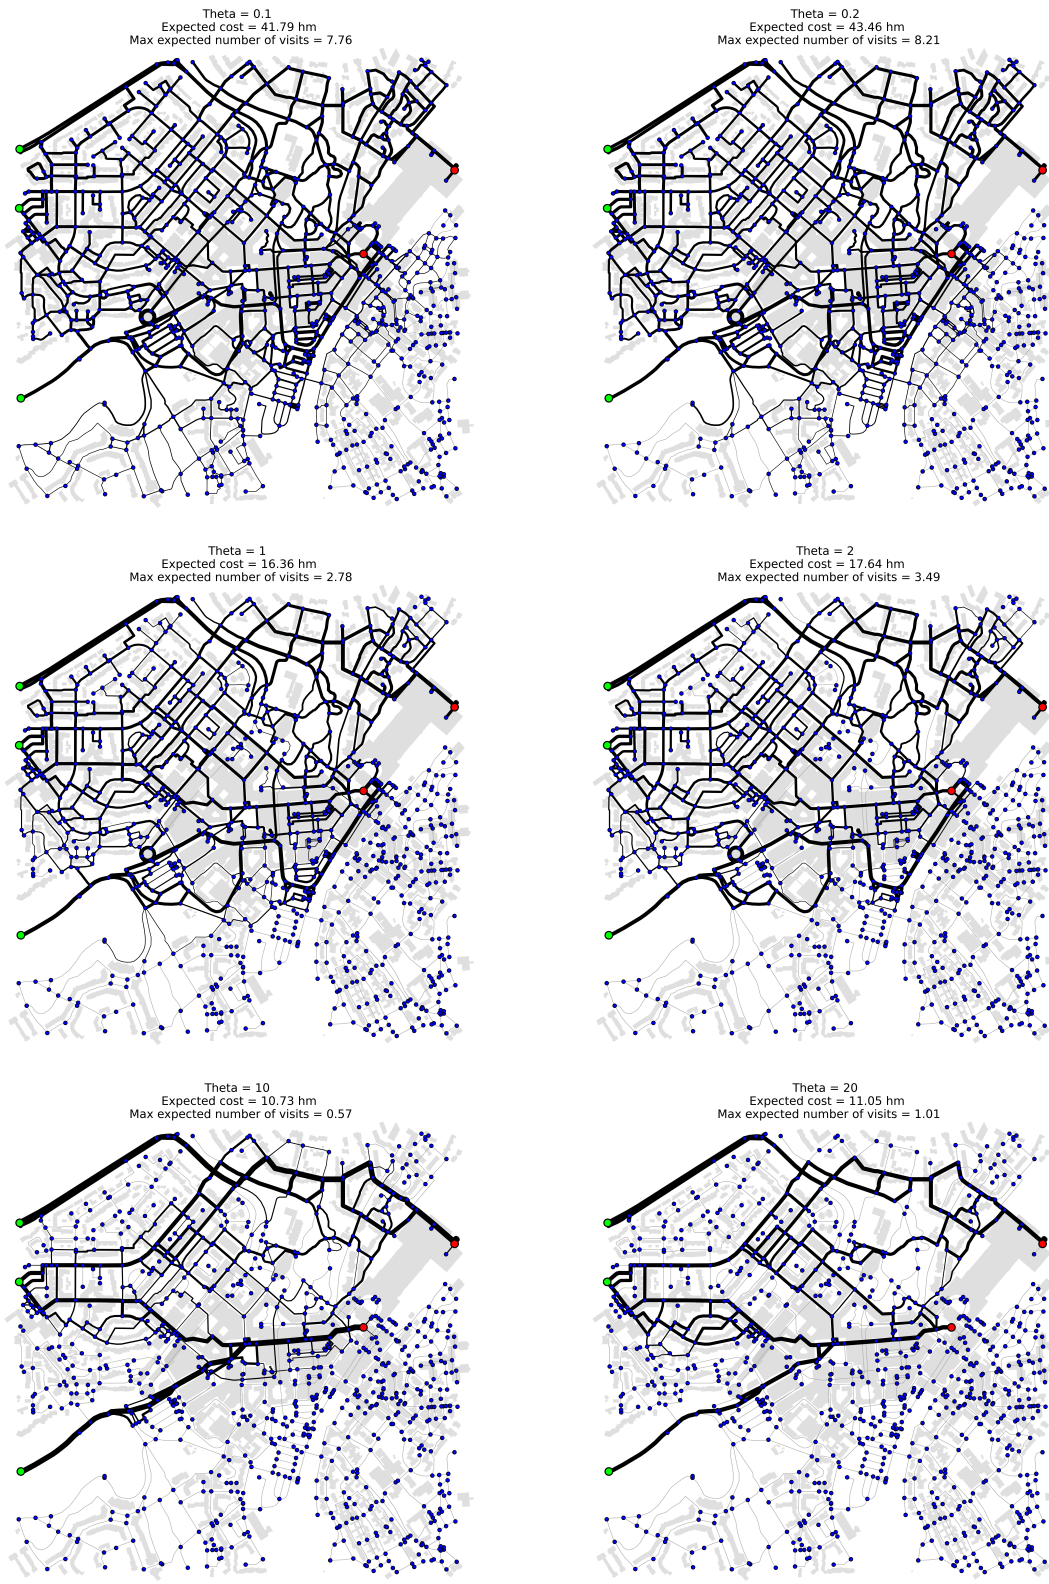 Theta = 0.1
Expected cost = 41.79 hm
Max expected number of visits = 7.76
Theta = 0.2
Expected cost = 43.46 hm
Max expected number of visits = 8.21
Theta = 1
Expected cost = 16.36 hm
Max expected number of visits = 2.78
Theta = 2
Expected cost = 17.64 hm
Max expected number of visits = 3.49
Theta = 10
Expected cost = 10.73 hm
Max expected number of visits = 0.57
Theta = 20
Expected cost = 11.05 hm
Max expected number of visits = 1.01